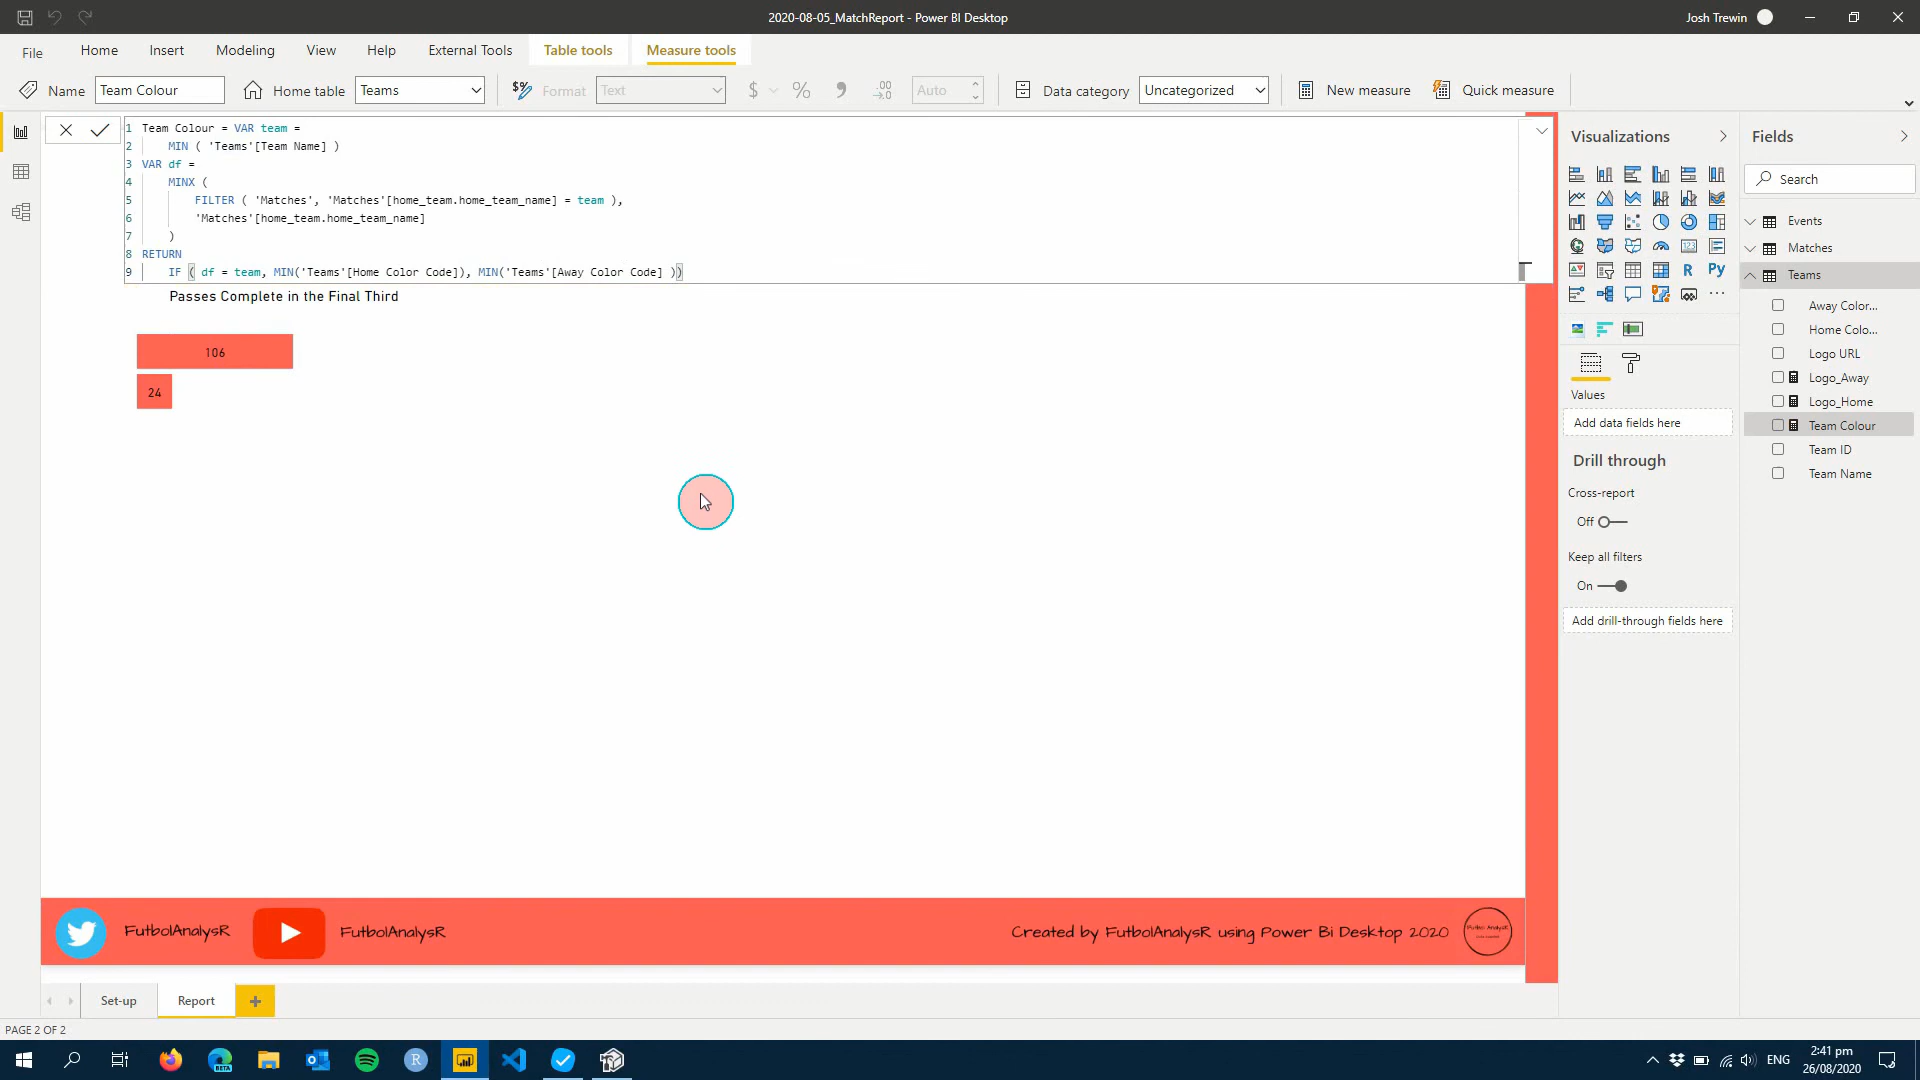 2020-08-05_MatchReport - Power BI Desktop
Josh Trewin
File
Home
Insert
Modeling
View
Help
External Tools
Table tools
Measure tools
Name
Team Colour
Home table
Teams
Format
Text
$
%
Auto
Data category
Uncategorized
New measure
Quick measure
1 Team Colour = VAR team =
2 MIN ( 'Teams'[Team Name] )
3 VAR df =
4 MINX (
5 FILTER ( 'Matches', 'Matches'[home_team.home_team_name] = team ),
6 'Matches'[home_team.home_team_name]
7 )
8 RETURN
9 IF ( df = team, MIN('Teams'[Home Color Code]), MIN('Teams'[Away Color Code] ))
Passes Complete in the Final Third
106
24
FutbolAnalysR
FutbolAnalysR
Created by FutbolAnalysR using Power Bi Desktop 2020
Visualizations
R
Py
Values
Add data fields here
Drill through
Cross-report
Off
Keep all filters
On
Add drill-through fields here
Fields
Search
Events
Matches
Teams
Away Color...
Home Colo...
Logo URL
Logo_Away
Logo_Home
Team Colour
Team ID
Team Name
Set-up
Report
PAGE 2 OF 2
ENG
2:41 pm
26/08/2020